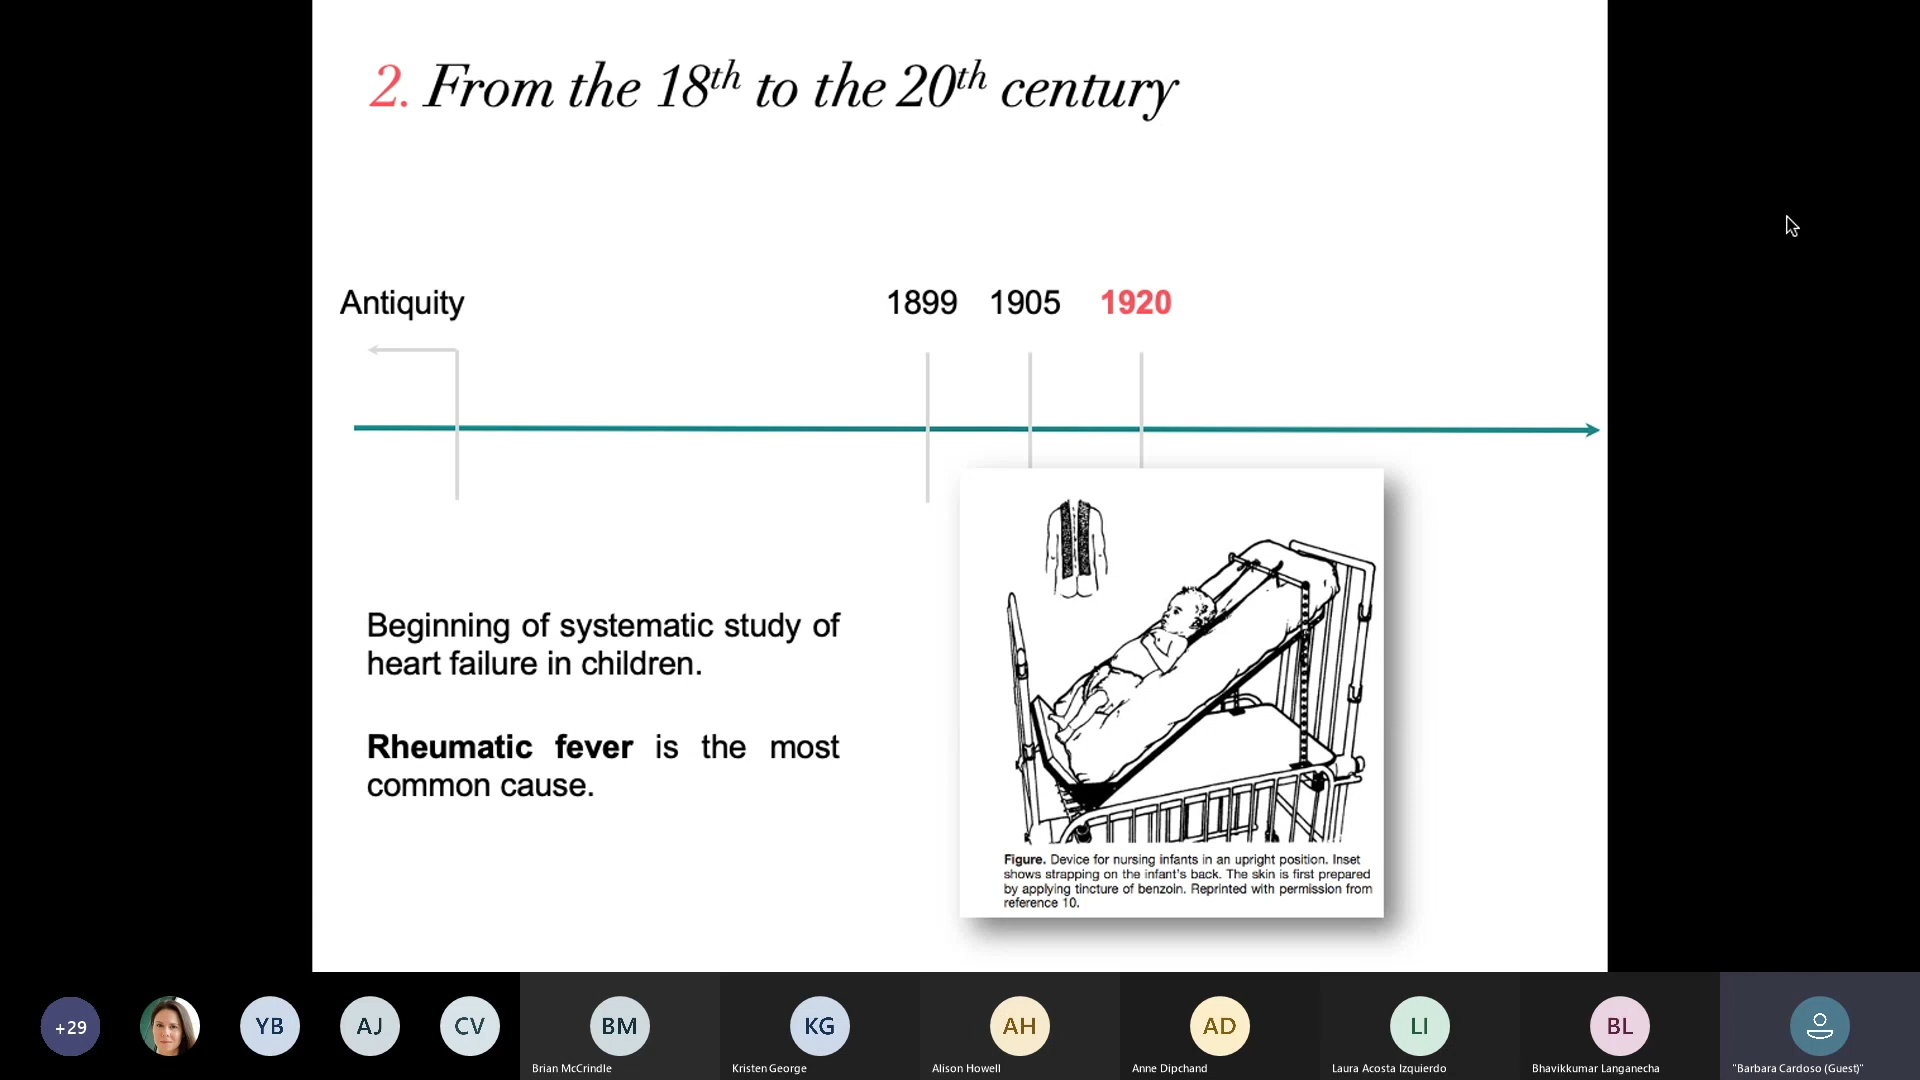 2. From the 18th to the 20th century
Antiquity
1899
1905
1920
Beginning of systematic study of
heart failure in children.
Rheumatic fever is the most
common cause.
Figure. Device for nursing infants in an upright position. Inset
shows strapping on the infant's back. The skin is first prepared
by applying tincture of benzoin. Reprinted with permission from
reference 10.
+29
YB
AJ
CV
BM
Brian McCrindle
KG
Kristen George
AH
Alison Howell
AD
Anne Dipchand
LI
Laura Acosta Izquierdo
BL
Bhavikkumar Langanecha
"Barbara Cardoso (Guest)"